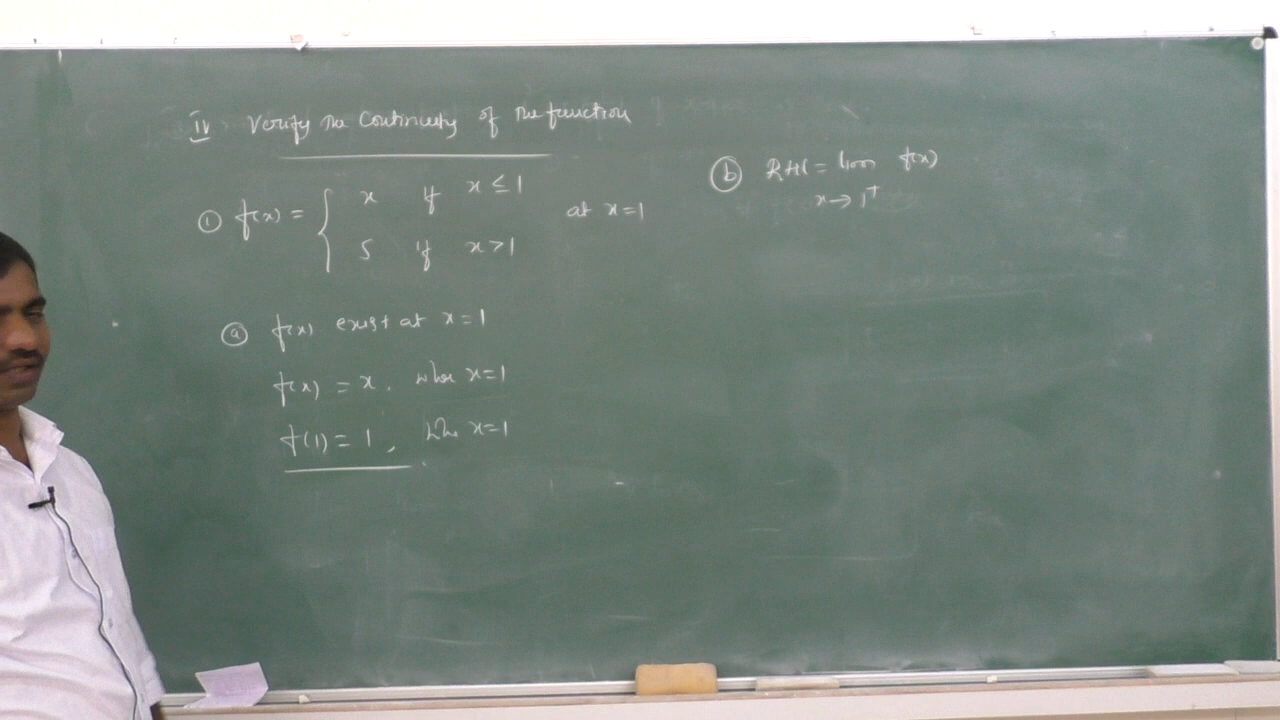 IV Verify the Continuity of the function
① f(x) = { x if x ≤ 1
5 if x > 1
at x = 1
ⓐ f(x) exist at x = 1
f(x) = x, when x = 1
f(1) = 1, when x = 1
ⓑ RHL = lim f(x)
x → 1⁺